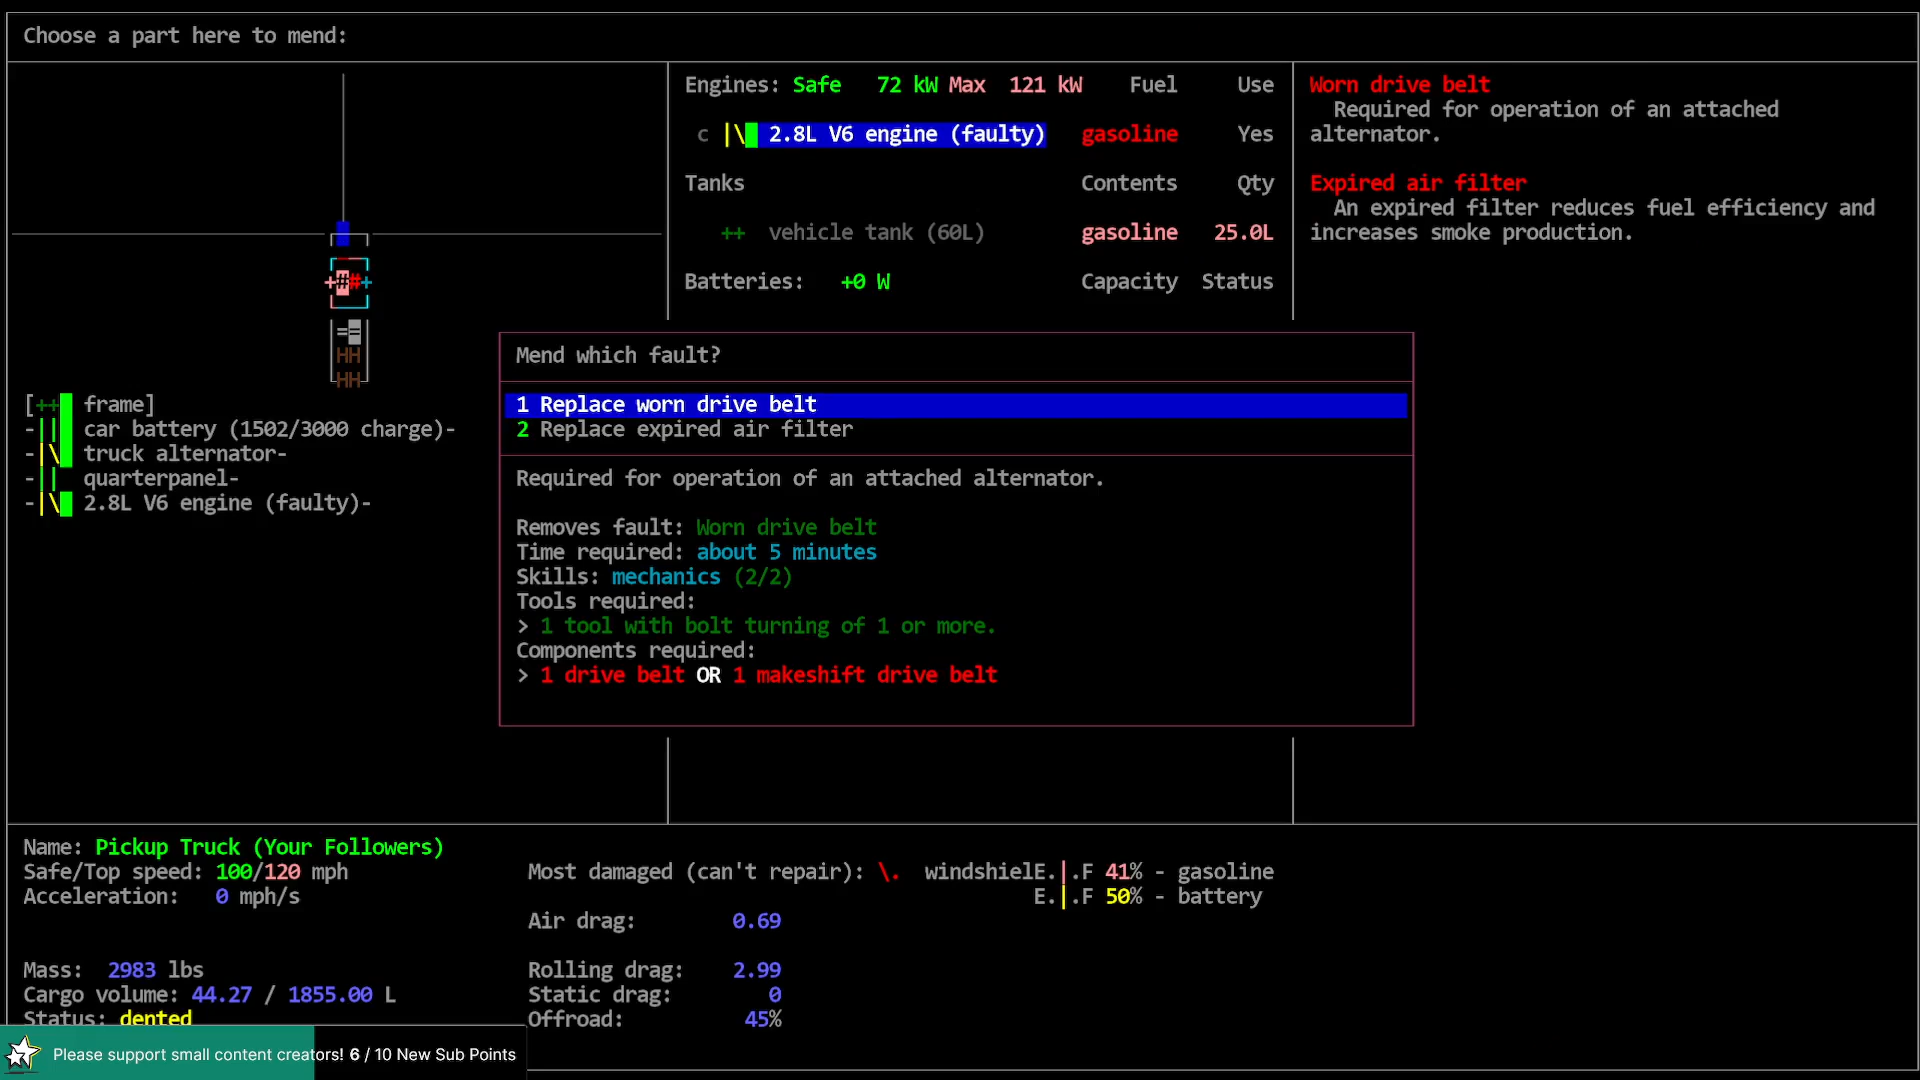 Choose a part here to mend:
Engines: Safe 72 kW Max 121 kW Fuel Use
c |\ 2.8L V6 engine (faulty) gasoline Yes
Tanks Contents Qty
++ vehicle tank (60L) gasoline 25.0L
Batteries: +0 W Capacity Status
Worn drive belt
Required for operation of an attached
alternator.
Expired air filter
An expired filter reduces fuel efficiency and
increases smoke production.
+##+
==
HH
HH
[++ frame]
-|| car battery (1502/3000 charge)-
-|\ truck alternator-
-|| quarterpanel-
-|\ 2.8L V6 engine (faulty)-
Mend which fault?
1 Replace worn drive belt
2 Replace expired air filter
Required for operation of an attached alternator.
Removes fault: Worn drive belt
Time required: about 5 minutes
Skills: mechanics (2/2)
Tools required:
> 1 tool with bolt turning of 1 or more.
Components required:
> 1 drive belt OR 1 makeshift drive belt
Name: Pickup Truck (Your Followers)
Safe/Top speed: 100/120 mph
Acceleration: 0 mph/s
Mass: 2983 lbs
Cargo volume: 44.27 / 1855.00 L
Status: dented
Most damaged (can't repair): \. windshielE.|.F 41% - gasoline
E.|.F 50% - battery
Air drag: 0.69
Rolling drag: 2.99
Static drag: 0
Offroad: 45%
Please support small content creators! 6 / 10 New Sub Points